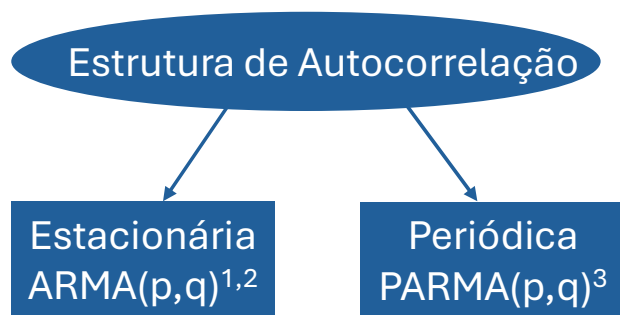 Estrutura de Autocorrelação
Estacionária
ARMA(p,q)¹,²
Periódica
PARMA(p,q)³